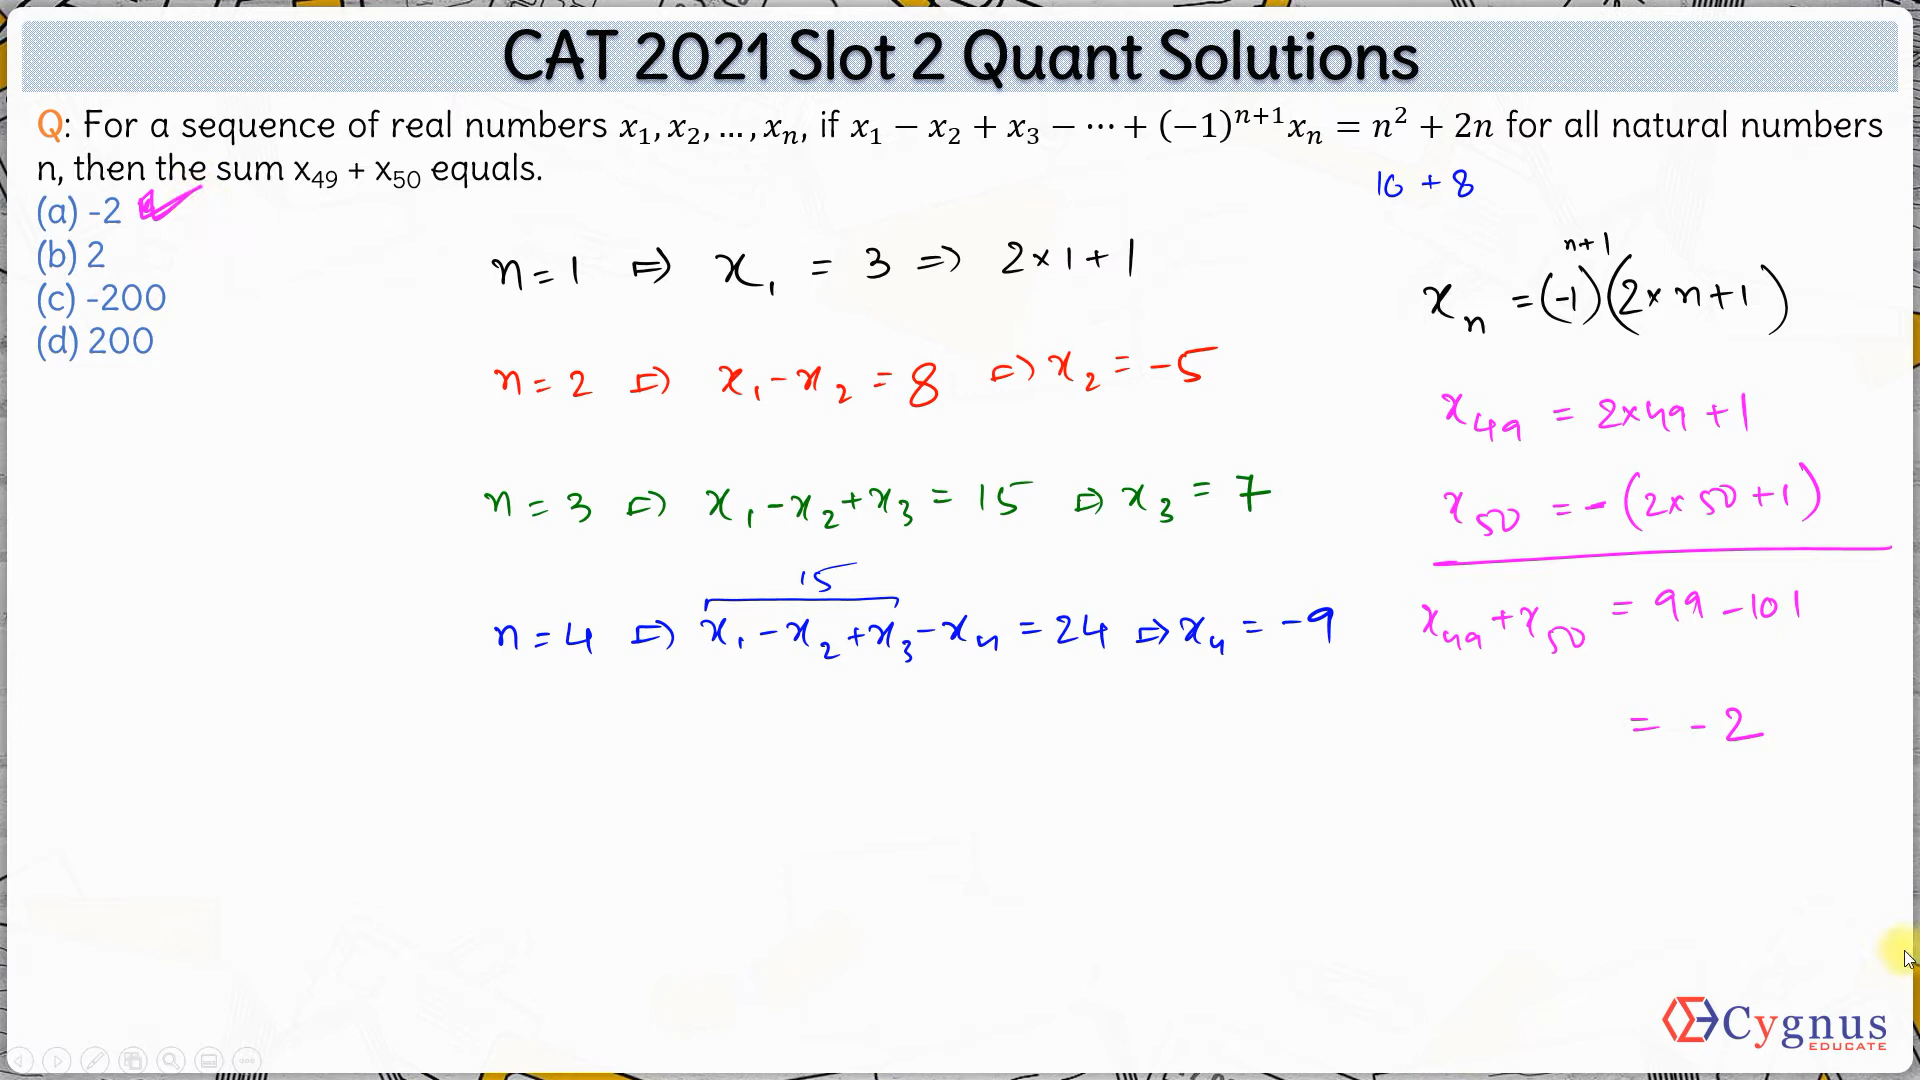 CAT 2021 Slot 2 Quant Solutions
Q: For a sequence of real numbers x₁, x₂, …, xₙ, if x₁ − x₂ + x₃ − ⋯ + (−1)ⁿ⁺¹xₙ = n² + 2n for all natural numbers
n, then the sum x₄₉ + x₅₀ equals.
(a) -2
(b) 2
(c) -200
(d) 200
16 + 8
n = 1 ⇒ x₁ = 3 ⇒ 2×1+1
n = 2 ⇒ x₁ - x₂ = 8 ⇒ x₂ = -5
n = 3 ⇒ x₁ - x₂ + x₃ = 15 ⇒ x₃ = 7
15
n = 4 ⇒ x₁ - x₂ + x₃ - x₄ = 24 ⇒ x₄ = -9
xₙ = (-1)ⁿ⁺¹(2×n+1)
x₄₉ = 2×49+1
x₅₀ = -(2×50+1)
x₄₉ + x₅₀ = 99 - 101
= -2
Cygnus
EDUCATE